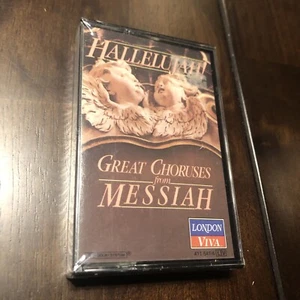 HALLELUJAH!
GREAT CHORUSES
from
MESSIAH
LONDON
VIVA